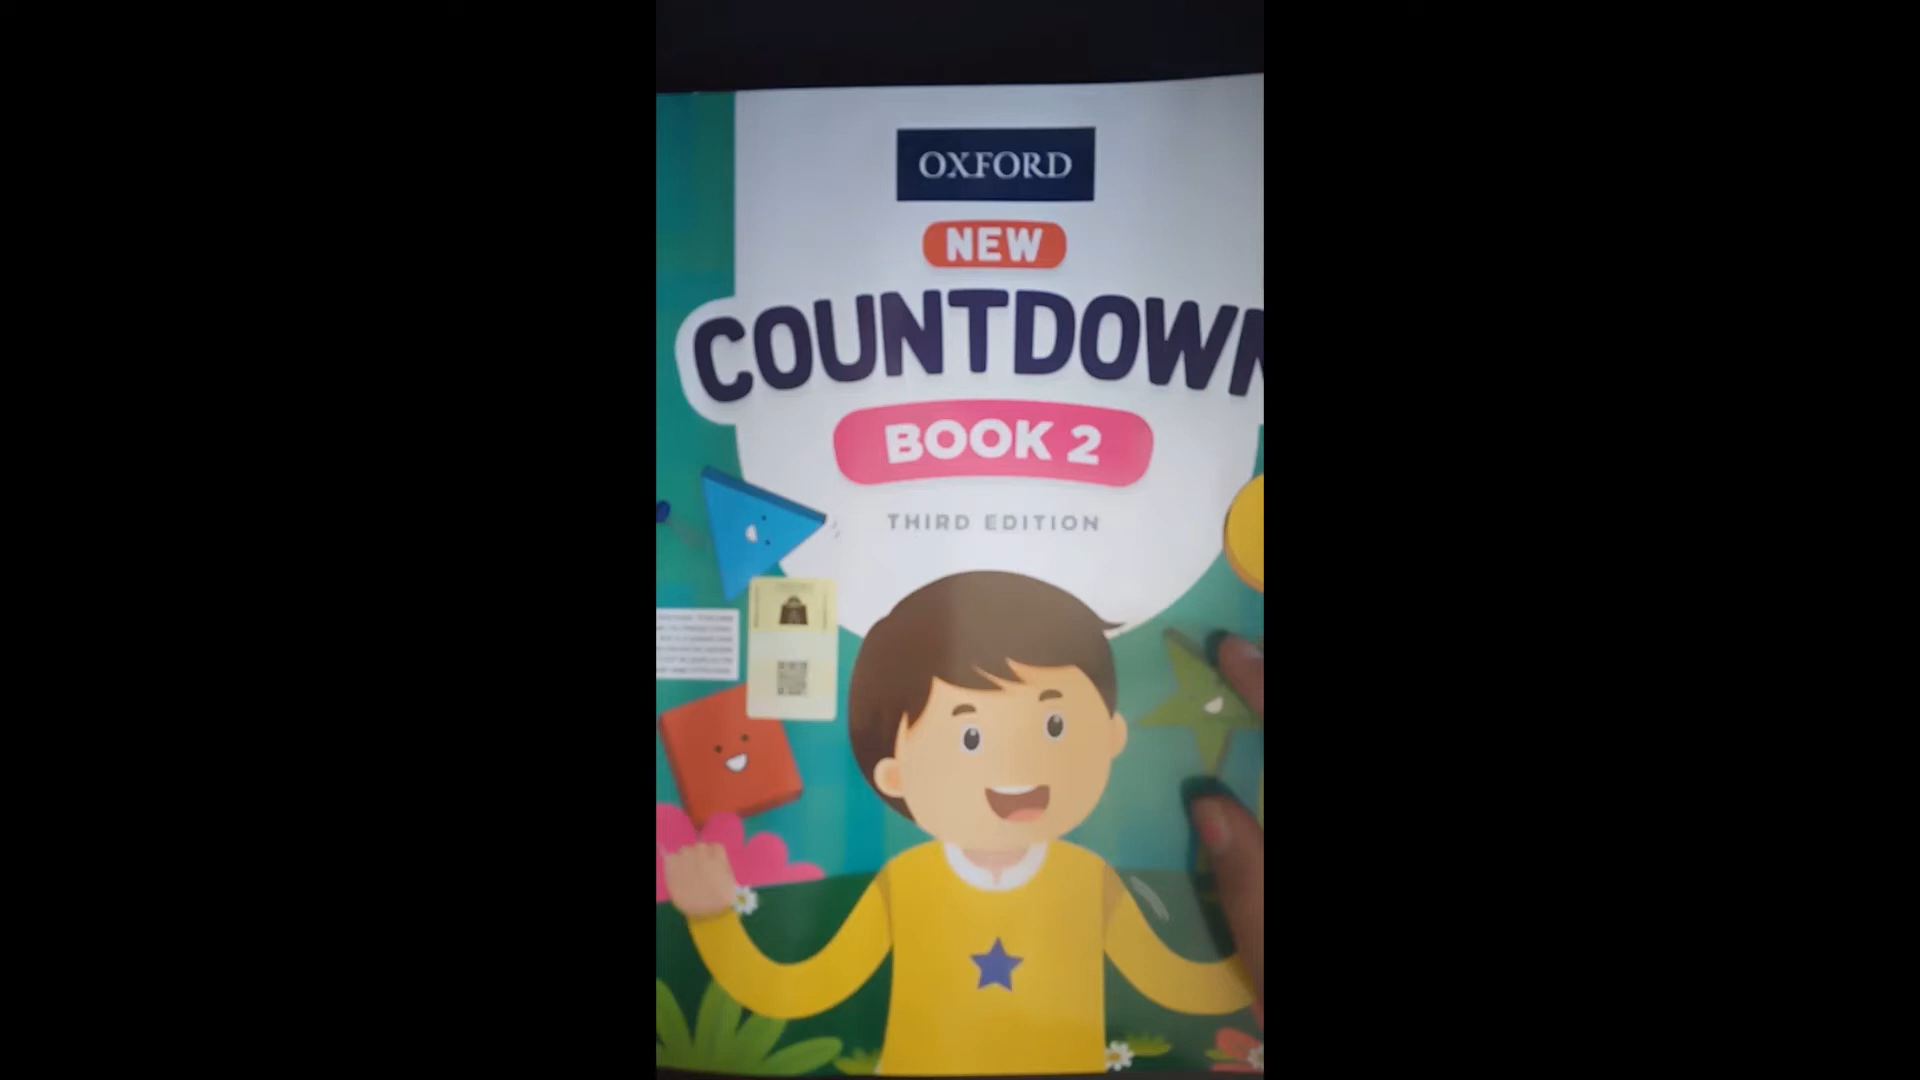 OXFORD
NEW
COUNTDOWN
BOOK 2
THIRD EDITION